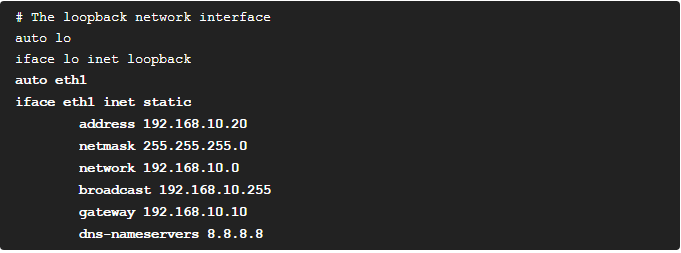 # The loopback network interface
auto lo
iface lo inet loopback
auto eth1
iface eth1 inet static
address 192.168.10.20
netmask 255.255.255.0
network 192.168.10.0
broadcast 192.168.10.255
gateway 192.168.10.10
dns-nameservers 8.8.8.8